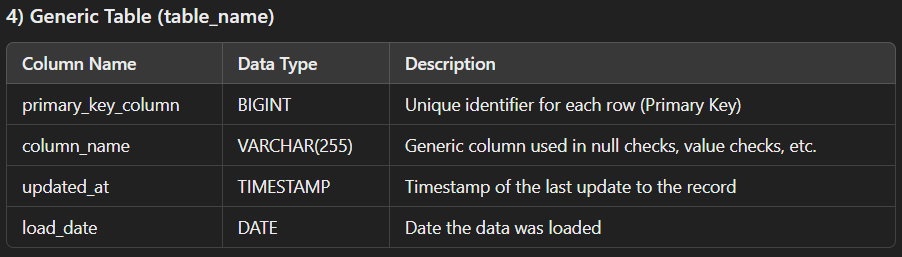 4) Generic Table (table_name)
Column Name Data Type Description
primary_key_column BIGINT Unique identifier for each row (Primary Key)
column_name VARCHAR(255) Generic column used in null checks, value checks, etc.
updated_at TIMESTAMP Timestamp of the last update to the record
load_date DATE Date the data was loaded